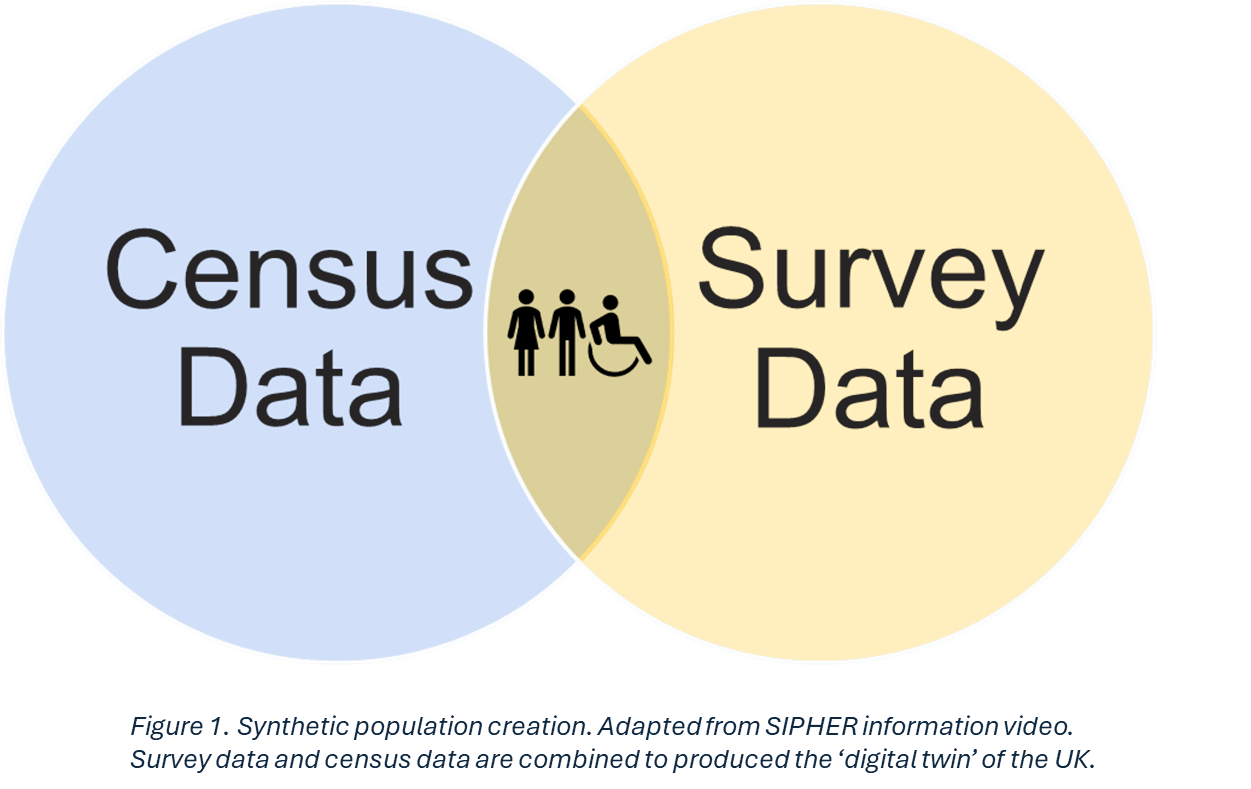 Census
Data
Survey
Data
Figure 1. Synthetic population creation. Adapted from SIPHER information video.
Survey data and census data are combined to produced the ‘digital twin’ of the UK.